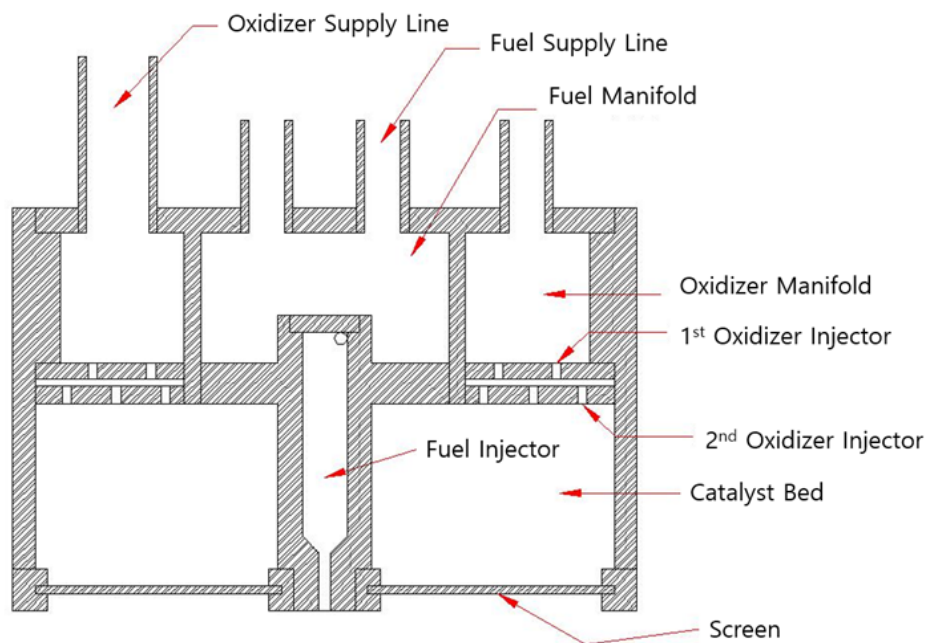 Oxidizer Supply Line
Fuel Supply Line
Fuel Manifold
Oxidizer Manifold
1st Oxidizer Injector
2nd Oxidizer Injector
Fuel Injector
Catalyst Bed
Screen